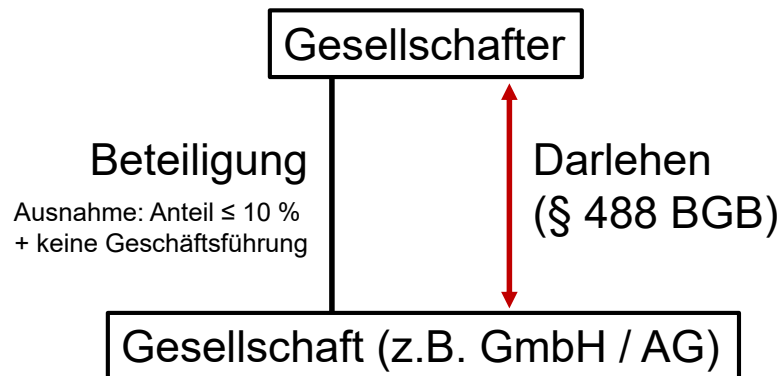 Gesellschafter
Beteiligung
Ausnahme: Anteil ≤ 10 %
+ keine Geschäftsführung
Darlehen
(§ 488 BGB)
Gesellschaft (z.B. GmbH / AG)